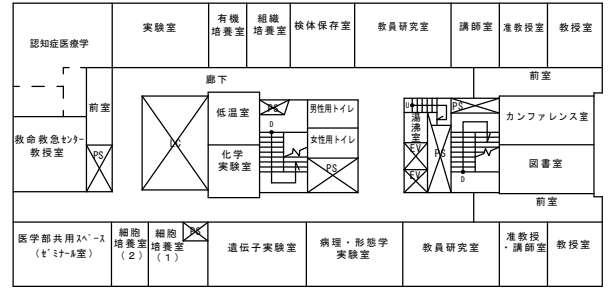 認知症医療学
実験室
有機
培養室
組織
培養室
検体保存室
教員研究室
講師室
准教授室
教授室
廊下
前室
前室
救命救急ｾﾝﾀｰ
教授室
PS
LC
低温室
化学
実験室
PS
D
男性用トイレ
女性用トイレ
PS
U
湯沸室
EV
EV
PS
PS
D
カンファレンス室
図書室
前室
医学部共用ｽﾍﾟｰｽ
（ｾﾞﾐﾅｰﾙ室）
細胞
培養室
（２）
細胞
培養室
（１）
PS
遺伝子実験室
病理・形態学
実験室
教員研究室
准教授
・講師室
教授室